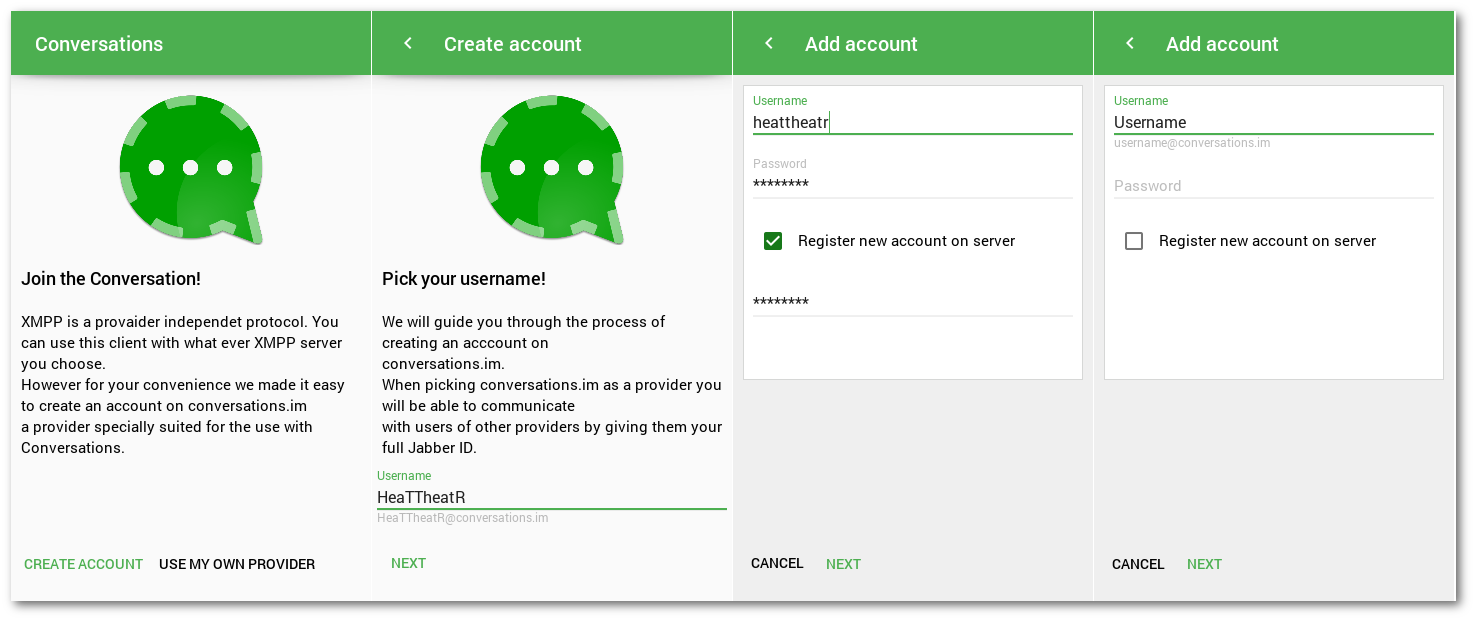 Conversations
Join the Conversation!
XMPP is a provaider independet protocol. You
can use this client with what ever XMPP server
you choose.
However for your convenience we made it easy
to create an account on conversations.im
a provider specially suited for the use with
Conversations.
CREATE ACCOUNT USE MY OWN PROVIDER
Create account
Pick your username!
We will guide you through the process of
creating an acccount on
conversations.im.
When picking conversations.im as a provider you
will be able to communicate
with users of other providers by giving them your
full Jabber ID.
Username
HeaTTheatR
HeaTTheatR@conversations.im
NEXT
Add account
Username
heattheatr
Password
********
Register new account on server
********
CANCEL NEXT
Add account
Username
Username
username@conversations.im
Password
Register new account on server
CANCEL NEXT